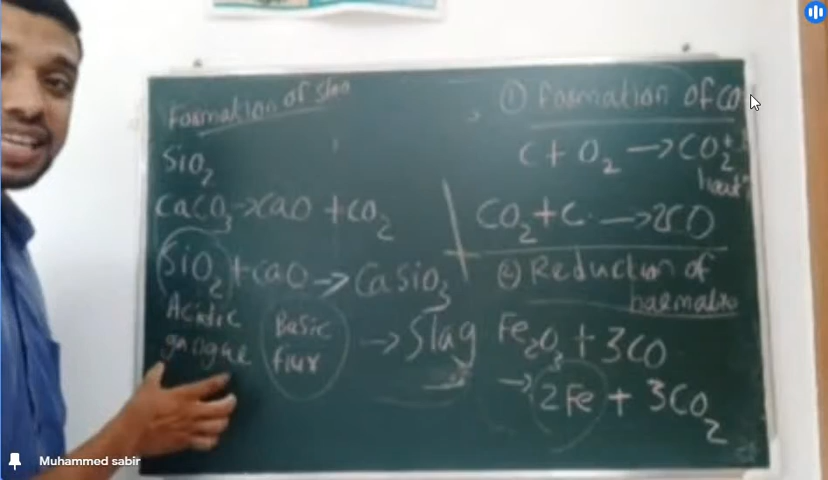 Formation of slag
SiO2
CaCO3 → CaO + CO2
SiO2 + CaO → CaSiO3
Acidic
gangue
Basic
flux
→ Slag
① Formation of CO
C + O2 → CO2 +
heat
CO2 + C → 2CO
② Reduction of
haematite
Fe2O3 + 3CO
→ 2Fe + 3CO2
Muhammed sabir